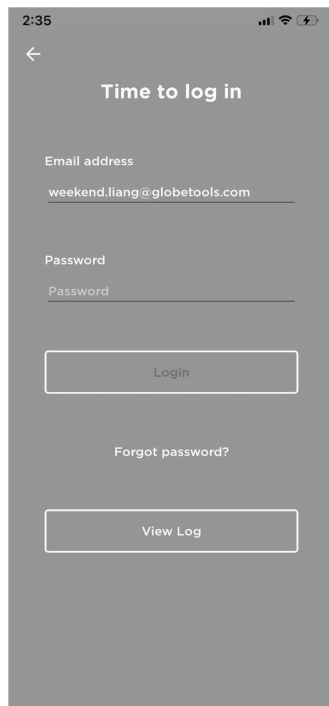 2:35
Time to log in
Email address
weekend.liang@globetools.com
Password
Password
Login
Forgot password?
View Log